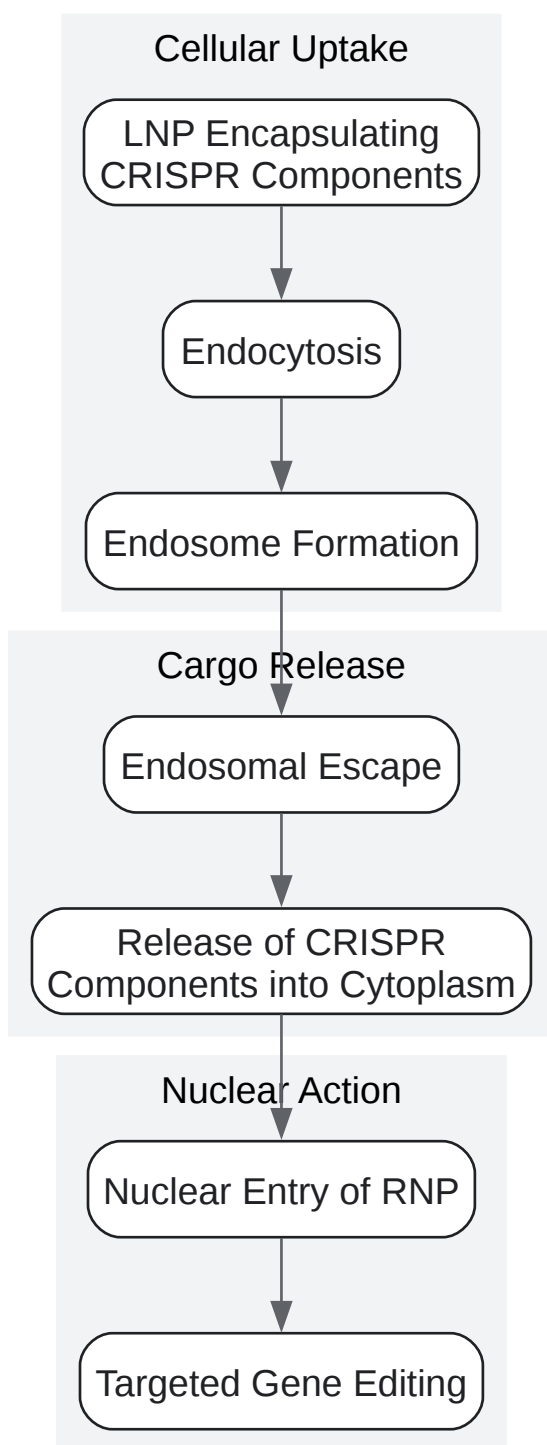 Cellular Uptake
LNP Encapsulating
CRISPR Components
Endocytosis
Endosome Formation
Cargo Release
Endosomal Escape
Release of CRISPR
Components into Cytoplasm
Nuclear Action
Nuclear Entry of RNP
Targeted Gene Editing